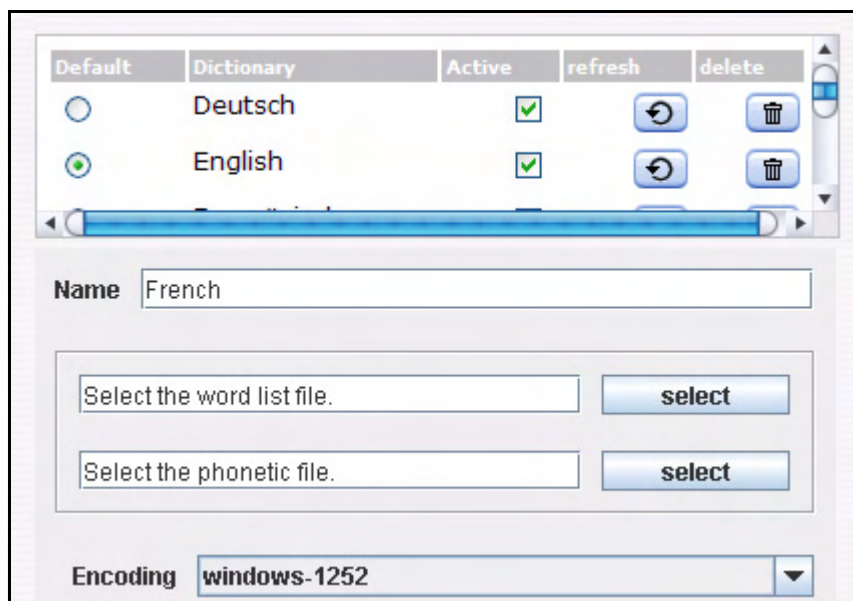 Default Dictionary Active refresh delete
Deutsch
English
Name French
Select the word list file. select
Select the phonetic file. select
Encoding windows-1252